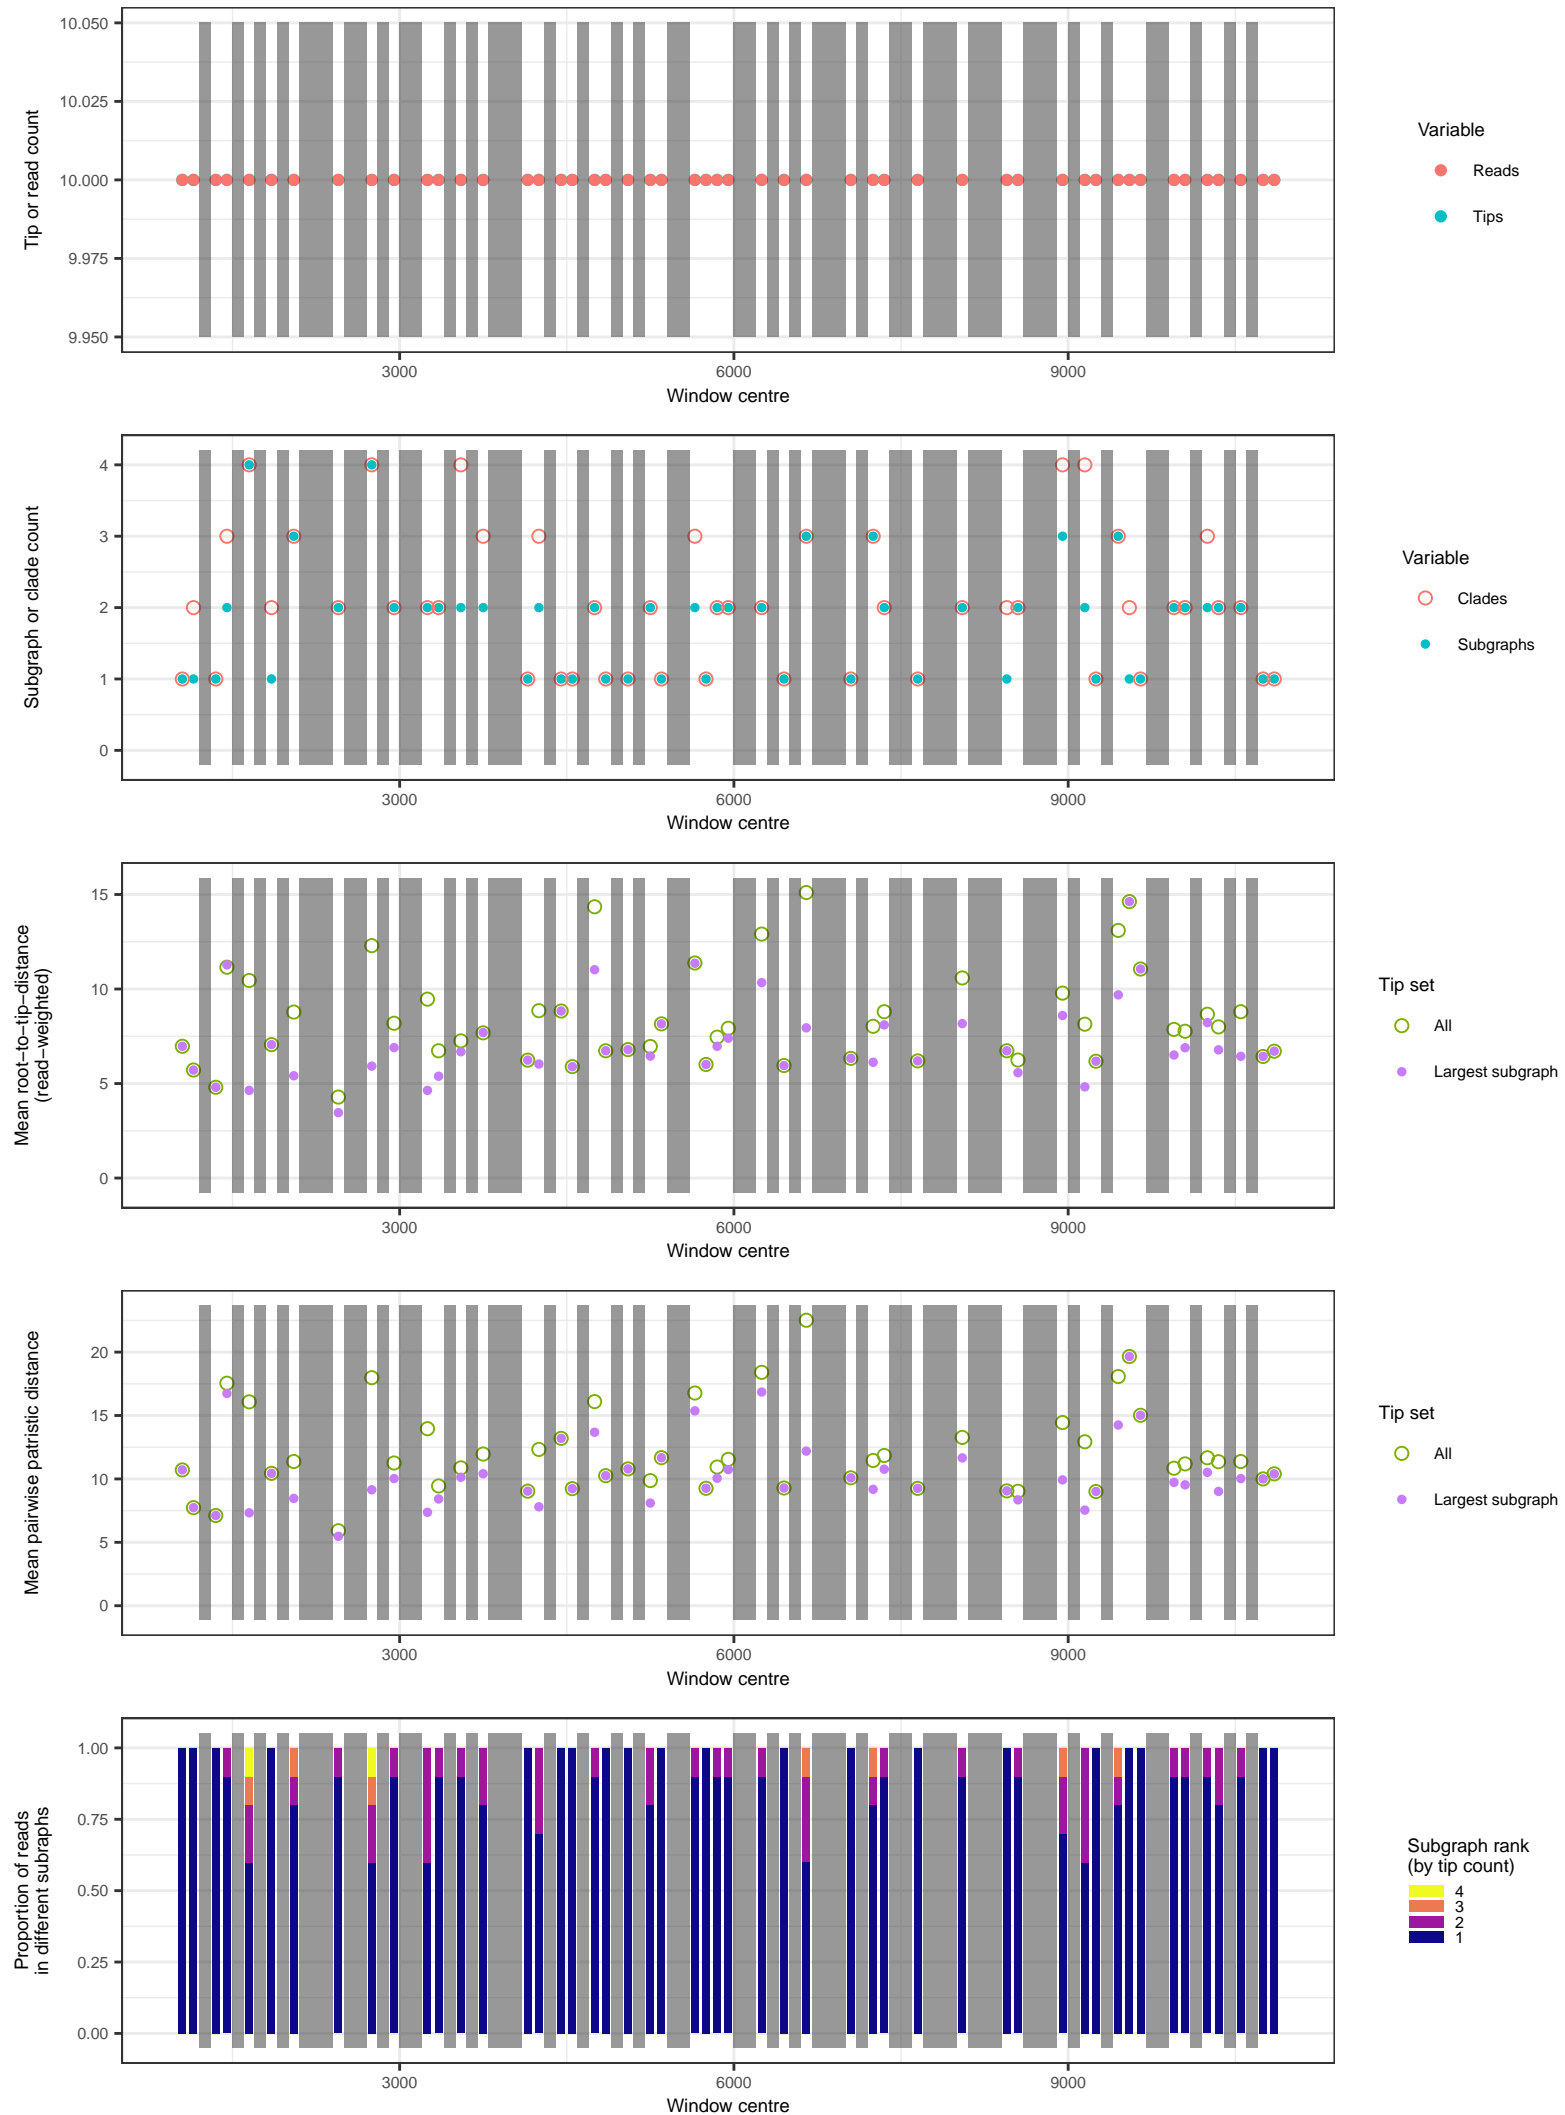 10.050
10.025
10.000
9.975
9.950
Tip or read count
3000
6000
9000
Window centre
Variable
Reads
Tips
4
3
2
1
0
Subgraph or clade count
3000
6000
9000
Window centre
Variable
Clades
Subgraphs
15
10
5
0
Mean root−to−tip−distance
(read−weighted)
3000
6000
9000
Window centre
Tip set
All
Largest subgraph
20
15
10
5
0
Mean pairwise patristic distance
3000
6000
9000
Window centre
Tip set
All
Largest subgraph
1.00
0.75
0.50
0.25
0.00
Proportion of reads
in different subraphs
3000
6000
9000
Window centre
Subgraph rank
(by tip count)
4
3
2
1